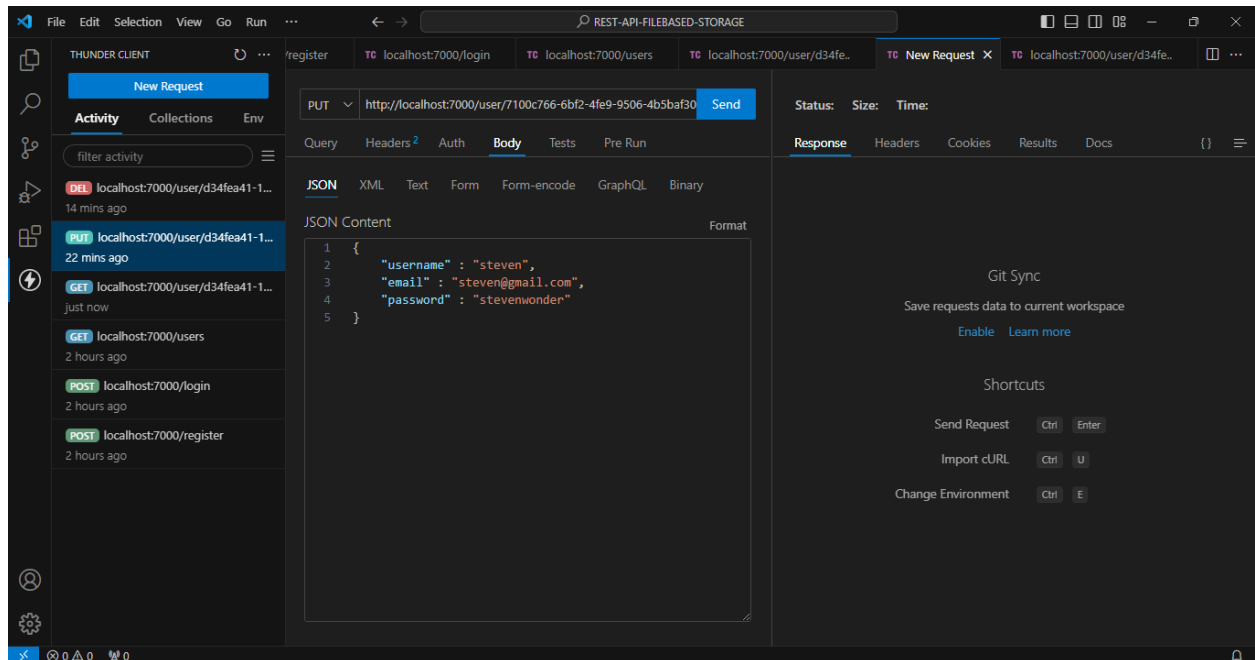 File Edit Selection View Go Run ··· ← → REST-API-FILEBASED-STORAGE
THUNDER CLIENT ···
New Request
Activity Collections Env
filter activity
DEL localhost:7000/user/d34fea41-1...
14 mins ago
PUT localhost:7000/user/d34fea41-1...
22 mins ago
GET localhost:7000/user/d34fea41-1...
just now
GET localhost:7000/users
2 hours ago
POST localhost:7000/login
2 hours ago
POST localhost:7000/register
2 hours ago
/register TC localhost:7000/login TC localhost:7000/users TC localhost:7000/user/d34fe.. TC New Request TC localhost:7000/user/d34fe.. ···
PUT http://localhost:7000/user/7100c766-6bf2-4fe9-9506-4b5baf30 Send
Query Headers 2 Auth Body Tests Pre Run
JSON XML Text Form Form-encode GraphQL Binary
JSON Content Format
1 {
2 "username" : "steven",
3 "email" : "steven@gmail.com",
4 "password" : "stevenwonder"
5 }
Status: Size: Time:
Response Headers Cookies Results Docs { }
Git Sync
Save requests data to current workspace
Enable Learn more
Shortcuts
Send Request Ctrl Enter
Import cURL Ctrl U
Change Environment Ctrl E
0 0 0